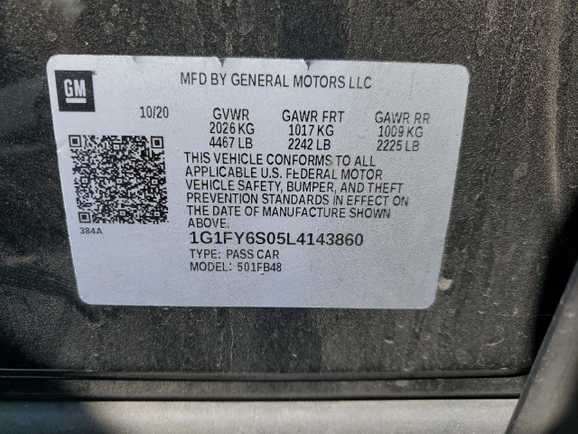 GM
MFD BY GENERAL MOTORS LLC
10/20 GVWR GAWR FRT GAWR RR
2026 KG 1017 KG 1009 KG
4467 LB 2242 LB 2225 LB
THIS VEHICLE CONFORMS TO ALL
APPLICABLE U.S. FEDERAL MOTOR
VEHICLE SAFETY, BUMPER, AND THEFT
PREVENTION STANDARDS IN EFFECT ON
THE DATE OF MANUFACTURE SHOWN
ABOVE.
384A
1G1FY6S05L4143860
TYPE: PASS CAR
MODEL: 501FB48